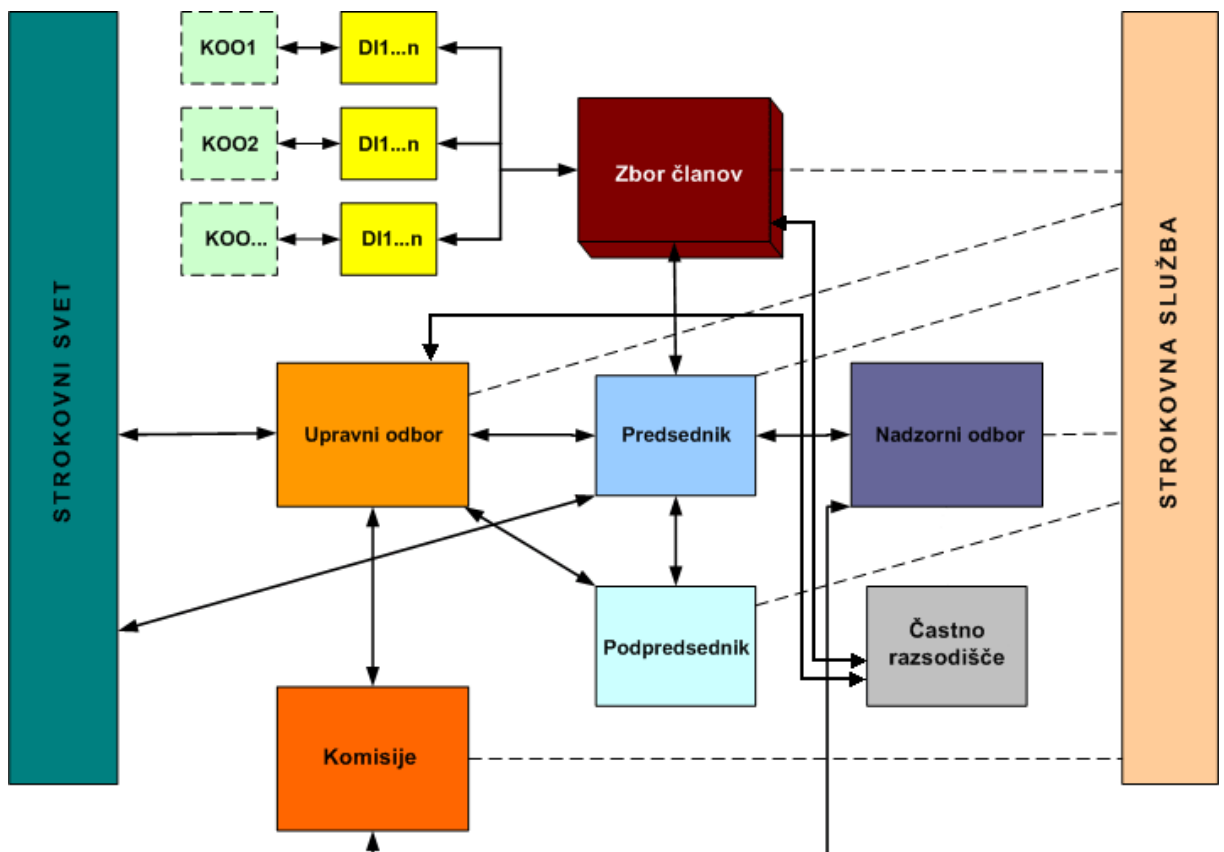 KOO1
DI1...n
KOO2
DI1...n
Zbor članov
KOO...
DI1...n
STROKOVNI SVET
STROKOVNA SLUŽBA
Upravni odbor
Predsednik
Nadzorni odbor
Podpredsednik
Častno
razsodišče
Komisije